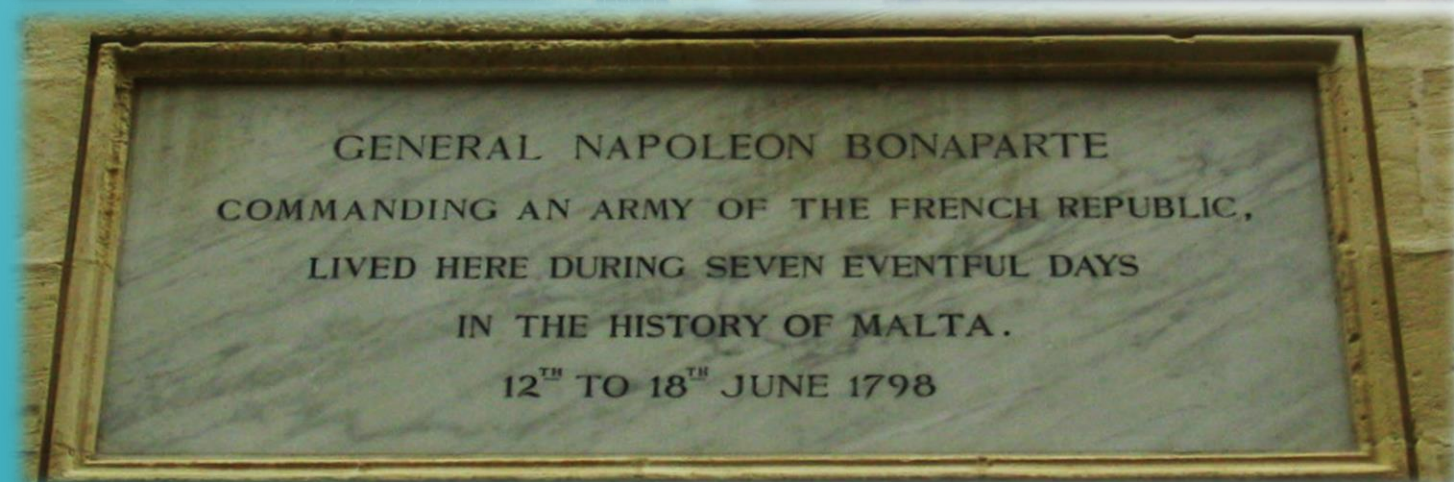 GENERAL NAPOLEON BONAPARTE
COMMANDING AN ARMY OF THE FRENCH REPUBLIC,
LIVED HERE DURING SEVEN EVENTFUL DAYS
IN THE HISTORY OF MALTA.
12TH TO 18TH JUNE 1798